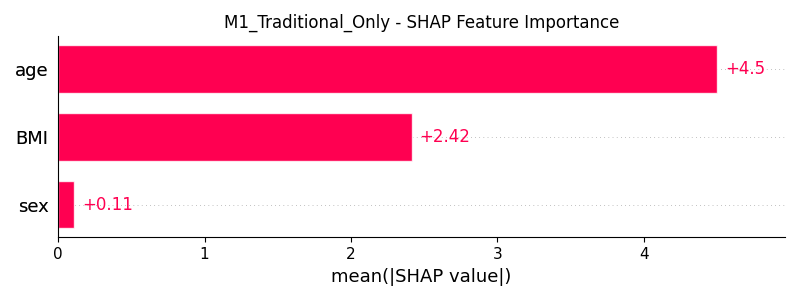 M1_Traditional_Only - SHAP Feature Importance
age +4.5
BMI +2.42
sex +0.11
0 1 2 3 4
mean(|SHAP value|)